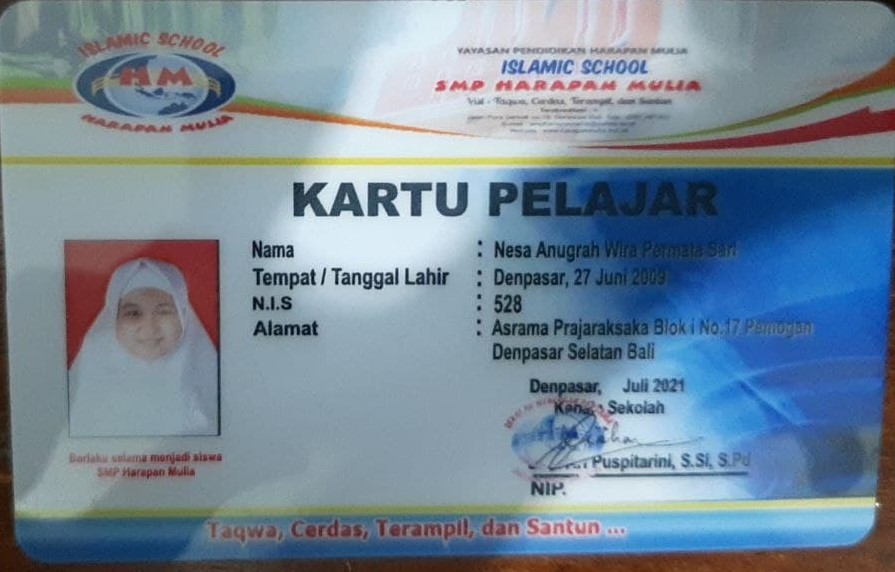 ISLAMIC SCHOOL
HM
HARAPAN MULIA
YAYASAN PENDIDIKAN HARAPAN MULIA
ISLAMIC SCHOOL
SMP HARAPAN MULIA
Visi : Taqwa, Cerdas, Terampil, dan Santun
KARTU PELAJAR
Nama : Nesa Anugrah Wira Permata Sari
Tempat / Tanggal Lahir : Denpasar, 27 Juni 2009
N.I.S : 528
Alamat : Asrama Prajaraksaka Blok i No.17 Pemogan
Denpasar Selatan Bali
Denpasar, Juli 2021
Sekolah
Puspitarini, S.Si, S.Pd
NIP.
Berlaku selama menjadi siswa
SMP Harapan Mulia
Taqwa, Cerdas, Terampil, dan Santun ...